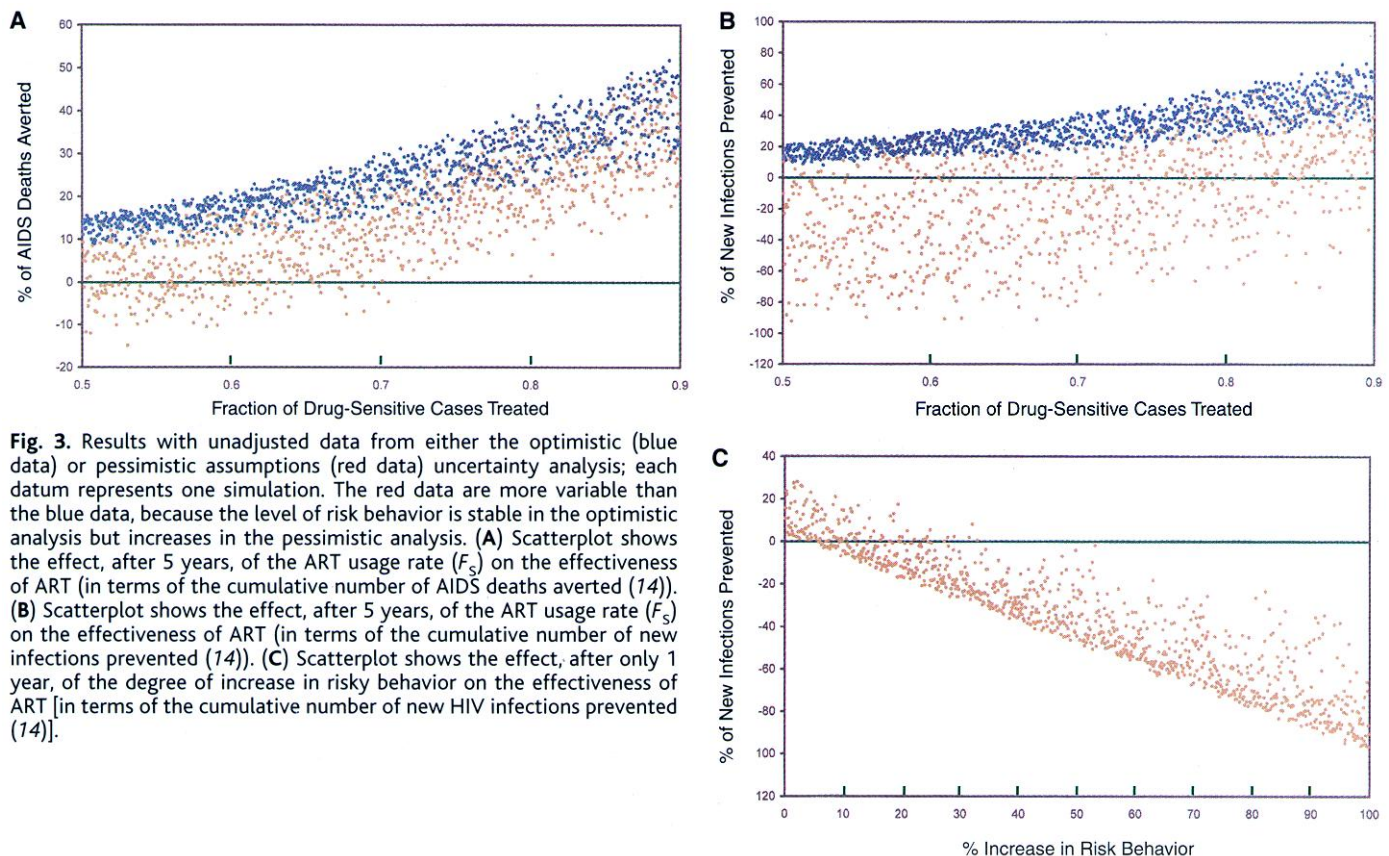 A
60
50
40
30
20
10
0
-10
-20
% of AIDS Deaths Averted
0.5 0.6 0.7 0.8 0.9
Fraction of Drug-Sensitive Cases Treated
B
100
80
60
40
20
0
-20
-40
-60
-80
-100
-120
% of New Infections Prevented
0.5 0.6 0.7 0.8 0.9
Fraction of Drug-Sensitive Cases Treated
Fig. 3. Results with unadjusted data from either the optimistic (blue
data) or pessimistic assumptions (red data) uncertainty analysis; each
datum represents one simulation. The red data are more variable than
the blue data, because the level of risk behavior is stable in the optimistic
analysis but increases in the pessimistic analysis. (A) Scatterplot shows
the effect, after 5 years, of the ART usage rate (Fs) on the effectiveness
of ART (in terms of the cumulative number of AIDS deaths averted (14)).
(B) Scatterplot shows the effect, after 5 years, of the ART usage rate (Fs)
on the effectiveness of ART (in terms of the cumulative number of new
infections prevented (14)). (C) Scatterplot shows the effect, after only 1
year, of the degree of increase in risky behavior on the effectiveness of
ART [in terms of the cumulative number of new HIV infections prevented
(14)].
C
40
20
0
-20
-40
-60
-80
100
120
% of New Infections Prevented
0 10 20 30 40 50 60 70 80 90 100
% Increase in Risk Behavior